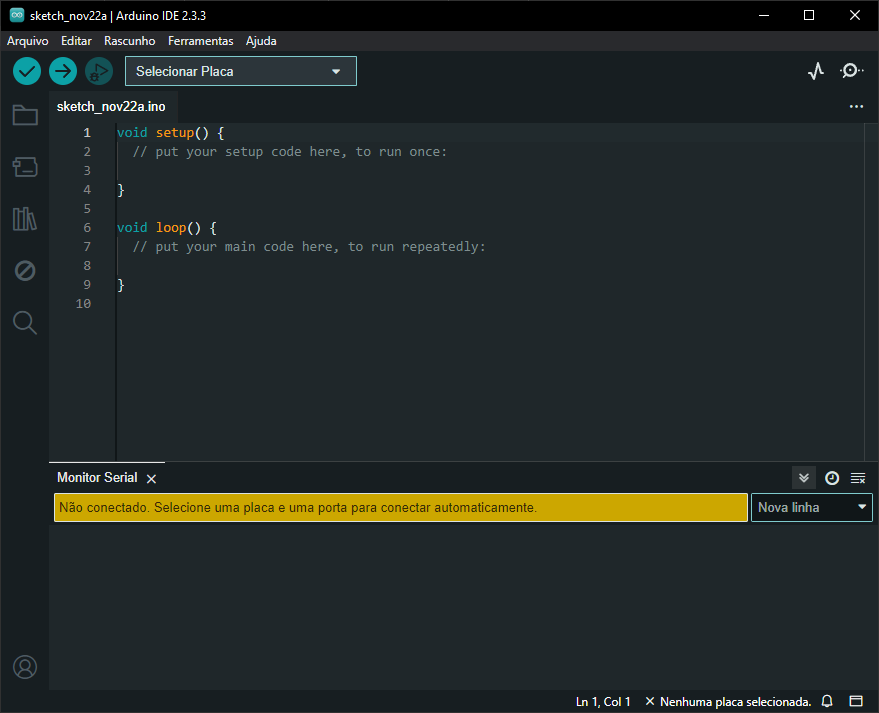 sketch_nov22a | Arduino IDE 2.3.3
Arquivo Editar Rascunho Ferramentas Ajuda
Selecionar Placa
sketch_nov22a.ino
1 void setup() {
2 // put your setup code here, to run once:
3
4 }
5
6 void loop() {
7 // put your main code here, to run repeatedly:
8
9 }
10
Monitor Serial
Não conectado. Selecione uma placa e uma porta para conectar automaticamente.
Nova linha
Ln 1, Col 1 Nenhuma placa selecionada.